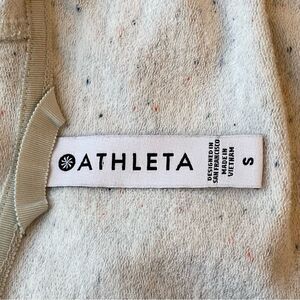 ATHLETA
DESIGNED IN
SAN FRANCISCO
MADE IN
VIETNAM
S